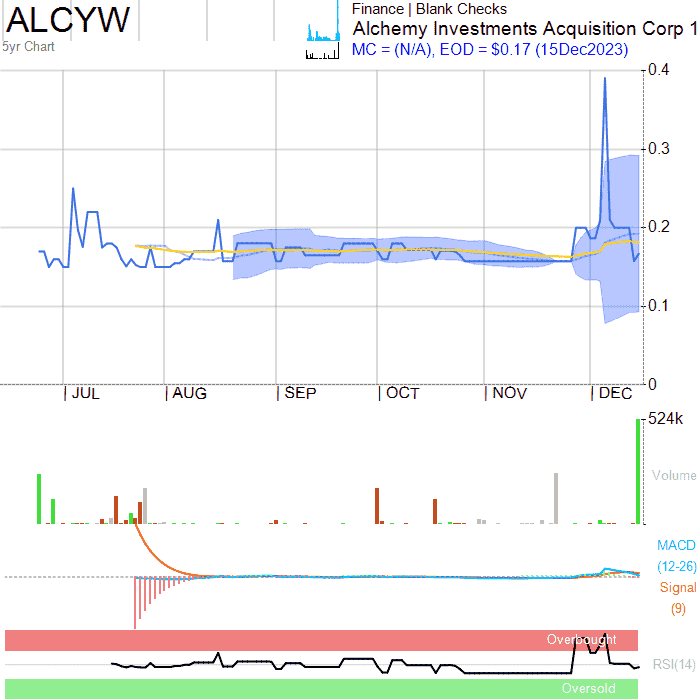 ALCYW
5yr Chart
Finance | Blank Checks
Alchemy Investments Acquisition Corp 1
MC = (N/A), EOD = $0.17 (15Dec2023)
0.4
0.3
0.2
0.1
0
JUL AUG SEP OCT NOV DEC
524k
Volume
MACD
(12-26)
Signal
(9)
Overbought
RSI(14)
Oversold